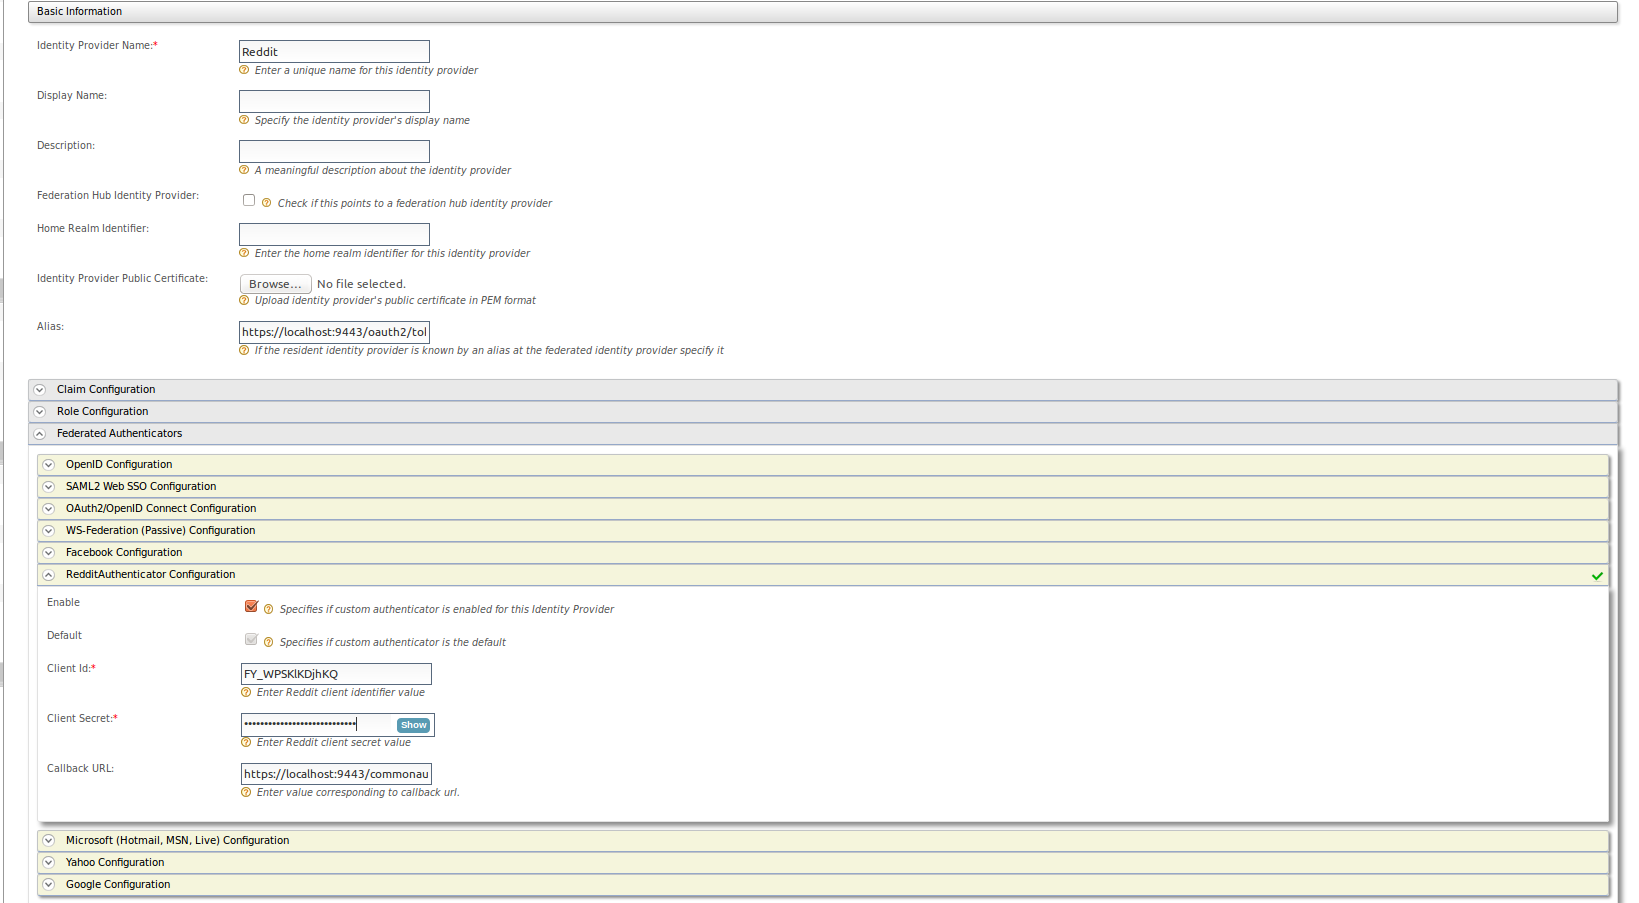 Basic Information
Identity Provider Name:*
Reddit
Enter a unique name for this identity provider
Display Name:
Specify the identity provider's display name
Description:
A meaningful description about the identity provider
Federation Hub Identity Provider:
Check if this points to a federation hub identity provider
Home Realm Identifier:
Enter the home realm identifier for this identity provider
Identity Provider Public Certificate:
Browse... No file selected.
Upload identity provider's public certificate in PEM format
Alias:
https://localhost:9443/oauth2/tol
If the resident identity provider is known by an alias at the federated identity provider specify it
Claim Configuration
Role Configuration
Federated Authenticators
OpenID Configuration
SAML2 Web SSO Configuration
OAuth2/OpenID Connect Configuration
WS-Federation (Passive) Configuration
Facebook Configuration
RedditAuthenticator Configuration
Enable
Specifies if custom authenticator is enabled for this Identity Provider
Default
Specifies if custom authenticator is the default
Client Id:*
FY_WPSKlKDjhKQ
Enter Reddit client identifier value
Client Secret:*
Show
Enter Reddit client secret value
Callback URL:
https://localhost:9443/commonau
Enter value corresponding to callback url.
Microsoft (Hotmail, MSN, Live) Configuration
Yahoo Configuration
Google Configuration